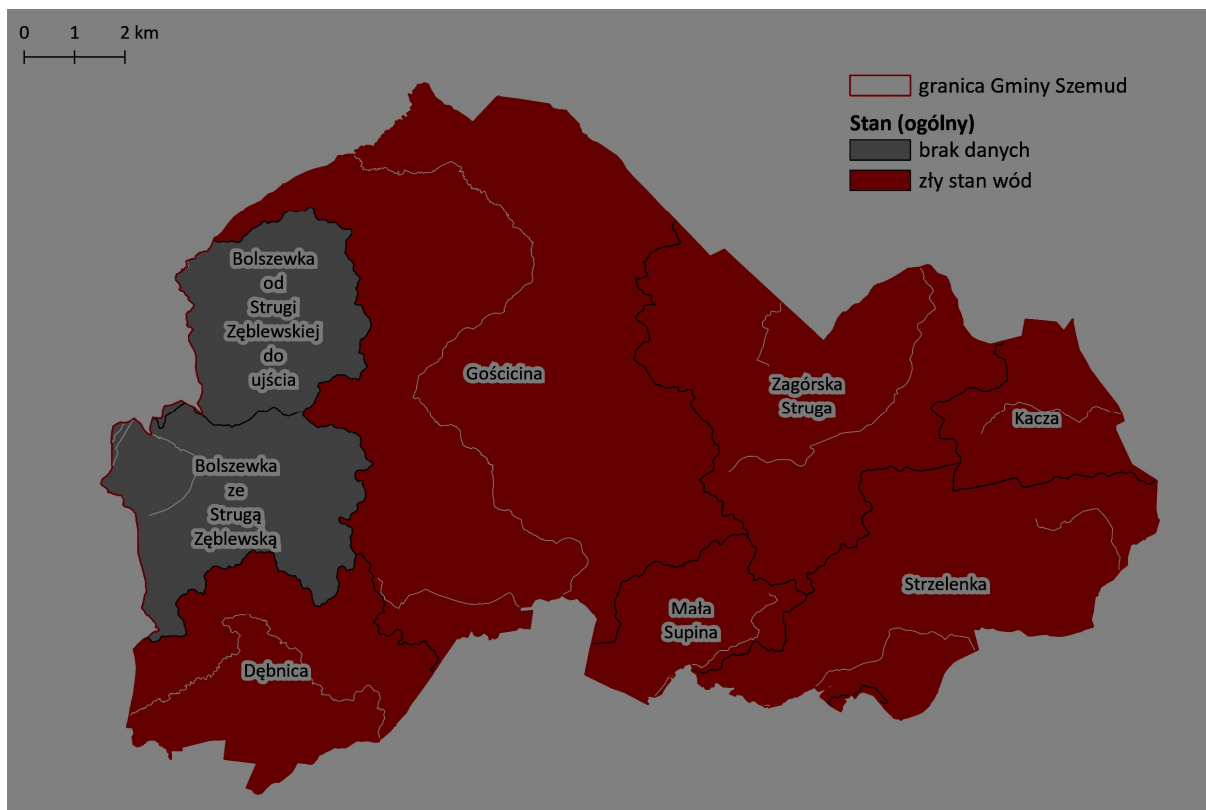 0 1 2 km
granica Gminy Szemud
Stan (ogólny)
brak danych
zły stan wód
Bolszewka
od
Strugi
Zęblewskiej
do
ujścia
Gościcina
Zagórska
Struga
Kacza
Bolszewka
ze
Strugą
Zęblewską
Strzelenka
Mała
Supina
Dębnica